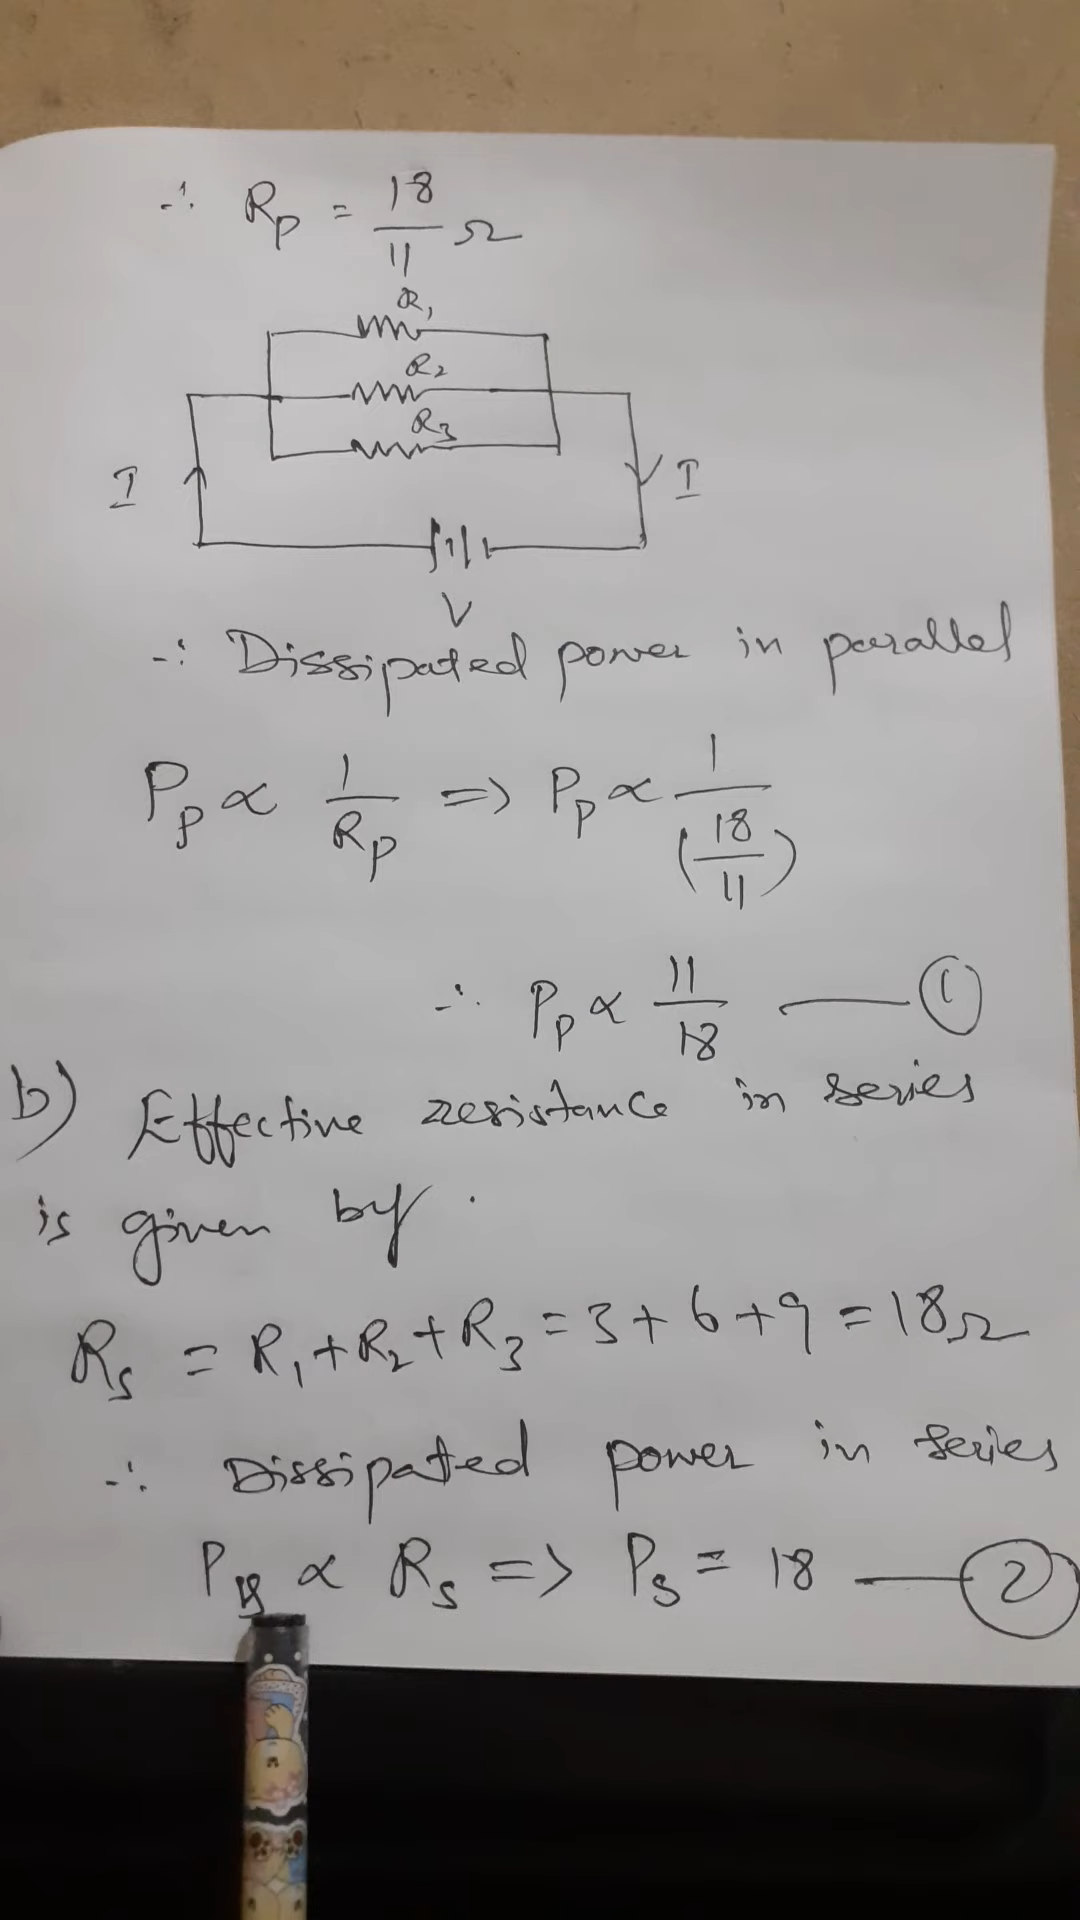 ∴ Rp = 18/11 Ω
R1
R2
R3
I I
V
∴ Dissipated power in parallel
Pp ∝ 1/Rp => Pp ∝ 1/(18/11)
∴ Pp ∝ 11/18 — ①
b) Effective resistance in series
is given by.
Rs = R1+R2+R3 = 3+6+9 = 18Ω
∴ Dissipated power in series
Ps ∝ Rs => Ps = 18 — ②